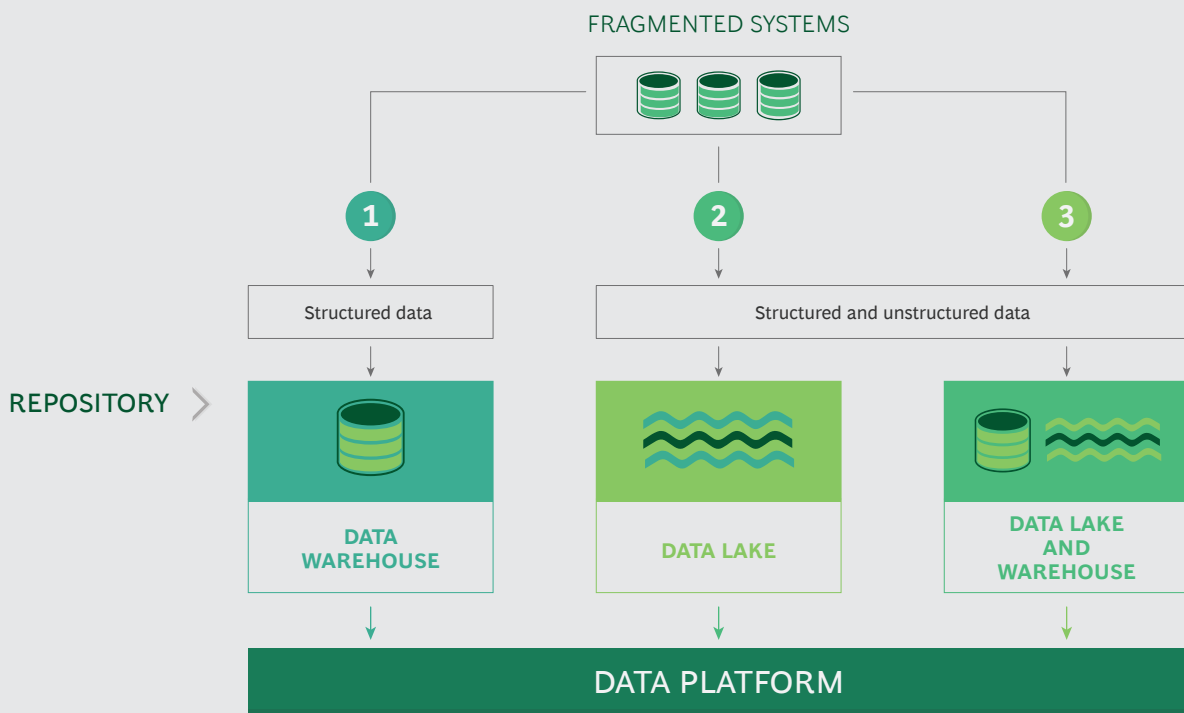 FRAGMENTED SYSTEMS
1
2
3
Structured data
Structured and unstructured data
REPOSITORY
DATA
WAREHOUSE
DATA LAKE
DATA LAKE
AND
WAREHOUSE
DATA PLATFORM